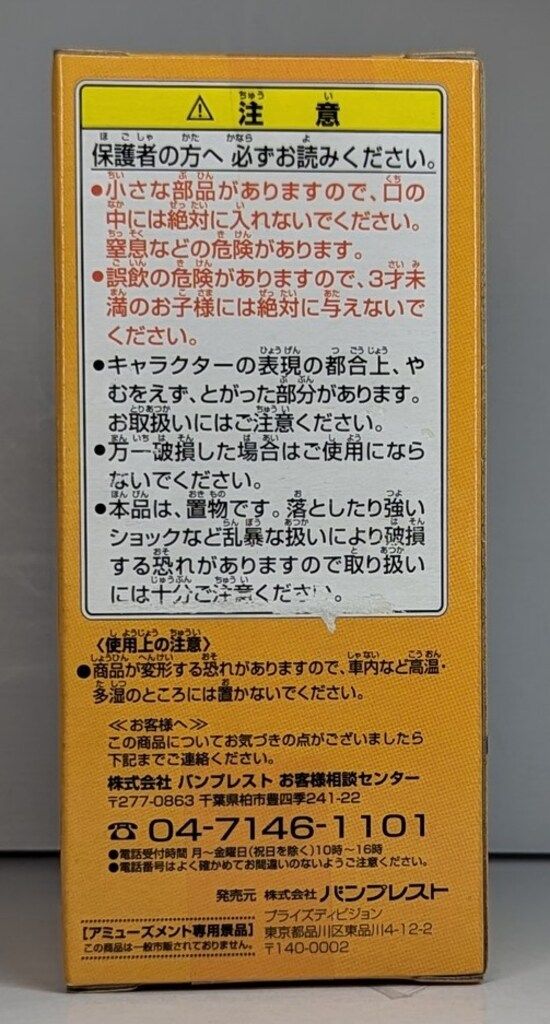 ⚠ 注意
保護者の方へ 必ずお読みください。
●小さな部品がありますので、口の
中には絶対に入れないでください。
窒息などの危険があります。
●誤飲の危険がありますので、3才未
満のお子様には絶対に与えないで
ください。
●キャラクターの表現の都合上、や
むをえず、とがった部分があります。
お取扱いにはご注意ください。
●万一破損した場合はご使用になら
ないでください。
●本品は、置物です。落としたり強い
ショックなど乱暴な扱いにより破損
する恐れがありますので取り扱い
には十分ご注意ください。
〈使用上の注意〉
●商品が変形する恐れがありますので、車内など高温・
多湿のところには置かないでください。
≪お客様へ≫
この商品についてお気づきの点がございましたら
下記までご連絡ください。
株式会社 バンプレスト お客様相談センター
〒277-0863 千葉県柏市豊四季241-22
☎ 04-7146-1101
●電話受付時間 月～金曜日(祝日を除く)10時～16時
●電話番号はよく確かめてお間違いのないようご注意ください。
発売元 株式会社 バンプレスト
プライズディビジョン
東京都品川区東品川4-12-2
〒140-0002
[アミューズメント専用景品]
この商品は一般市販されておりません。